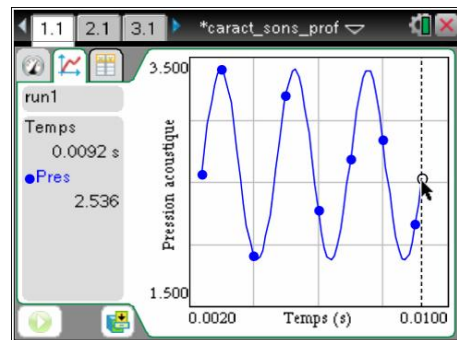 1.1 2.1 3.1 *caract_sons_prof
run1
Temps
0.0092 s
Pres
2.536
3.500
Pression acoustique
1.500
0.0020 Temps (s) 0.0100